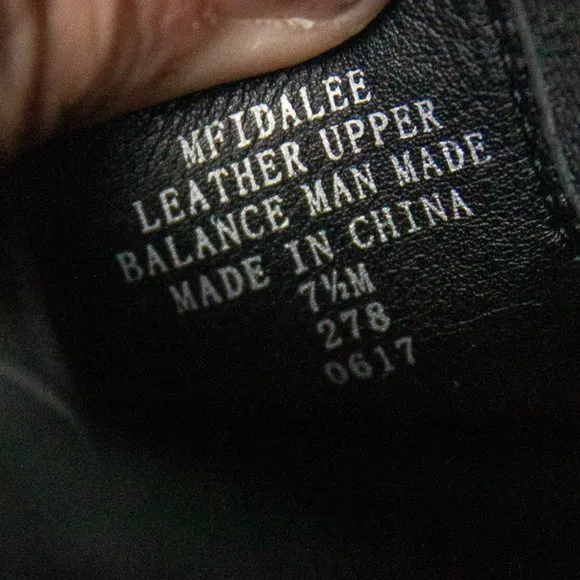 MFIDALEE
LEATHER UPPER
BALANCE MAN MADE
MADE IN CHINA
7½M
278
0617